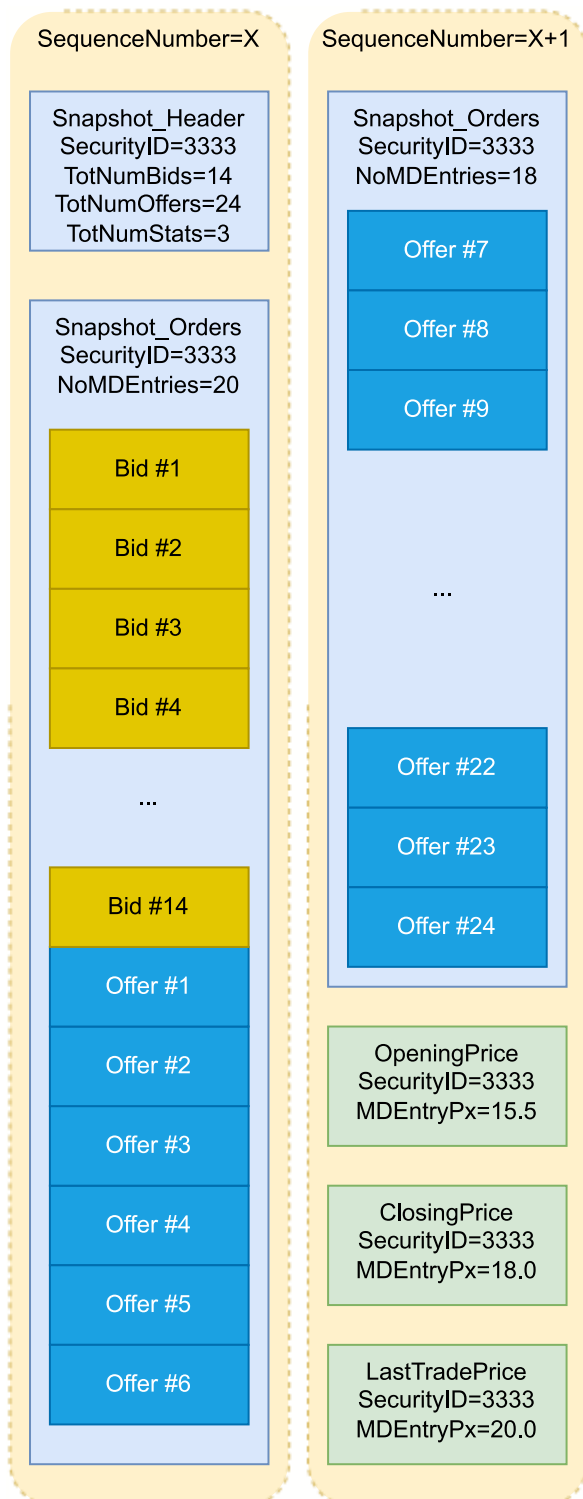 SequenceNumber=X
Snapshot_Header
SecurityID=3333
TotNumBids=14
TotNumOffers=24
TotNumStats=3
Snapshot_Orders
SecurityID=3333
NoMDEntries=20
Bid #1
Bid #2
Bid #3
Bid #4
...
Bid #14
Offer #1
Offer #2
Offer #3
Offer #4
Offer #5
Offer #6
SequenceNumber=X+1
Snapshot_Orders
SecurityID=3333
NoMDEntries=18
Offer #7
Offer #8
Offer #9
...
Offer #22
Offer #23
Offer #24
OpeningPrice
SecurityID=3333
MDEntryPx=15.5
ClosingPrice
SecurityID=3333
MDEntryPx=18.0
LastTradePrice
SecurityID=3333
MDEntryPx=20.0